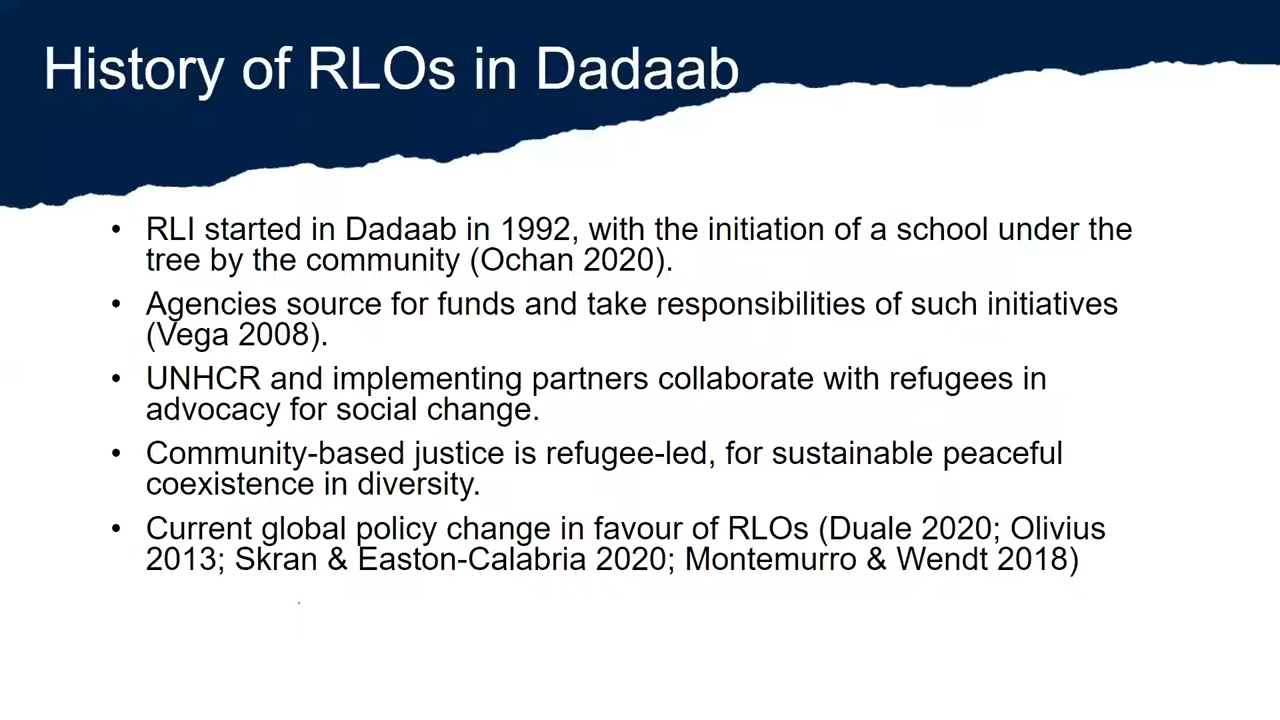 History of RLOs in Dadaab
• RLI started in Dadaab in 1992, with the initiation of a school under the
tree by the community (Ochan 2020).
• Agencies source for funds and take responsibilities of such initiatives
(Vega 2008).
• UNHCR and implementing partners collaborate with refugees in
advocacy for social change.
• Community-based justice is refugee-led, for sustainable peaceful
coexistence in diversity.
• Current global policy change in favour of RLOs (Duale 2020; Olivius
2013; Skran & Easton-Calabria 2020; Montemurro & Wendt 2018)